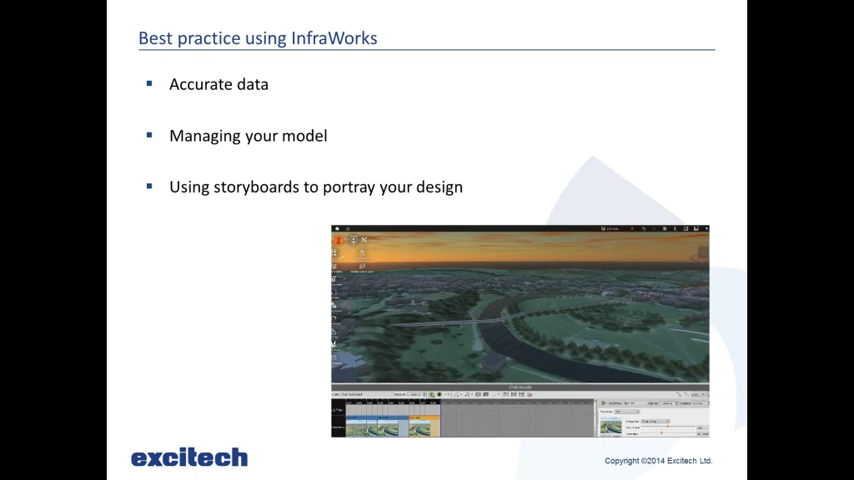 Best practice using InfraWorks
Accurate data
Managing your model
Using storyboards to portray your design
excitech
Copyright ©2014 Excitech Ltd.